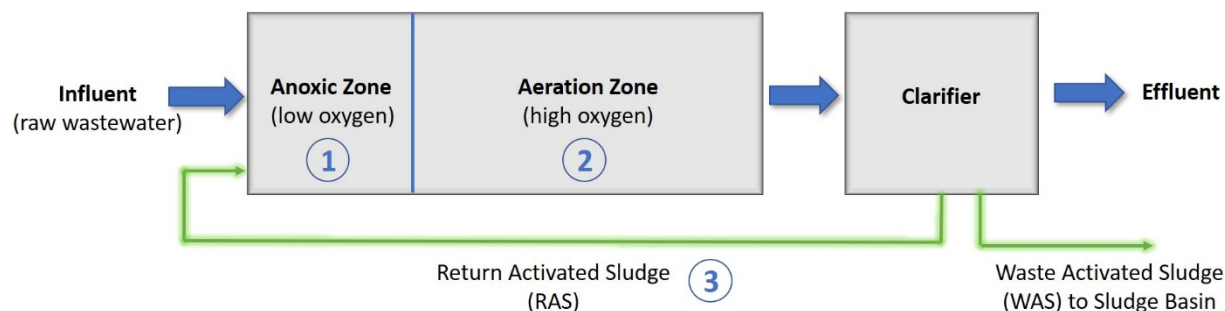 Influent
(raw wastewater)
Anoxic Zone
(low oxygen)
1
Aeration Zone
(high oxygen)
2
Clarifier
Effluent
Return Activated Sludge
(RAS)
3
Waste Activated Sludge
(WAS) to Sludge Basin